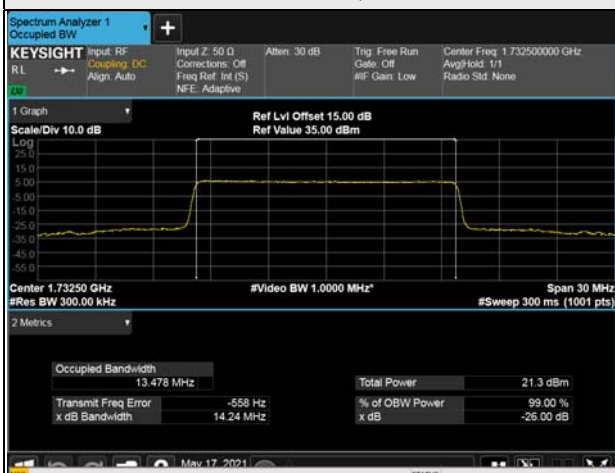 Spectrum Analyzer 1
Occupied BW
+
KEYSIGHT Input: RF Input Z: 50 Ω Atten: 30 dB Trig: Free Run Center Freq: 1.732500000 GHz
RL Coupling: DC Corrections: Off Gate: Off Avg|Hold: 1/1
Align: Auto Freq Ref: Int (S) #IF Gain: Low Radio Std: None
NFE: Adaptive
1 Graph
Ref Lvl Offset 15.00 dB
Scale/Div 10.0 dB Ref Value 35.00 dBm
Log
25.0
15.0
5.00
-5.00
-15.0
-25.0
-35.0
-45.0
-55.0
Center 1.73250 GHz #Video BW 1.0000 MHz* Span 30 MHz
#Res BW 300.00 kHz #Sweep 300 ms (1001 pts)
2 Metrics
Occupied Bandwidth
13.478 MHz Total Power 21.3 dBm
Transmit Freq Error -558 Hz % of OBW Power 99.00 %
x dB Bandwidth 14.24 MHz x dB -26.00 dB
May 17, 2021